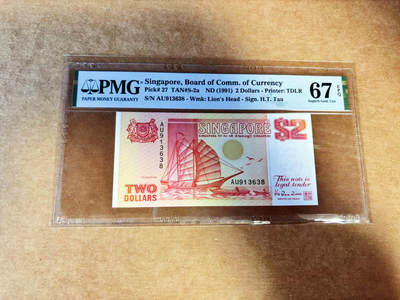 PMG
PAPER MONEY GUARANTY
Singapore, Board of Comm. of Currency
Pick# 27 TAN#S-2a ND (1991) 2 Dollars - Printer: TDLR
S/N AU913638 - Wmk: Lion's Head - Sign. H.T. Tau
67 EPQ
Superb Gem Unc
SINGAPORE
$2
AU913638
AU913638
TWO
DOLLARS
This note is
legal tender